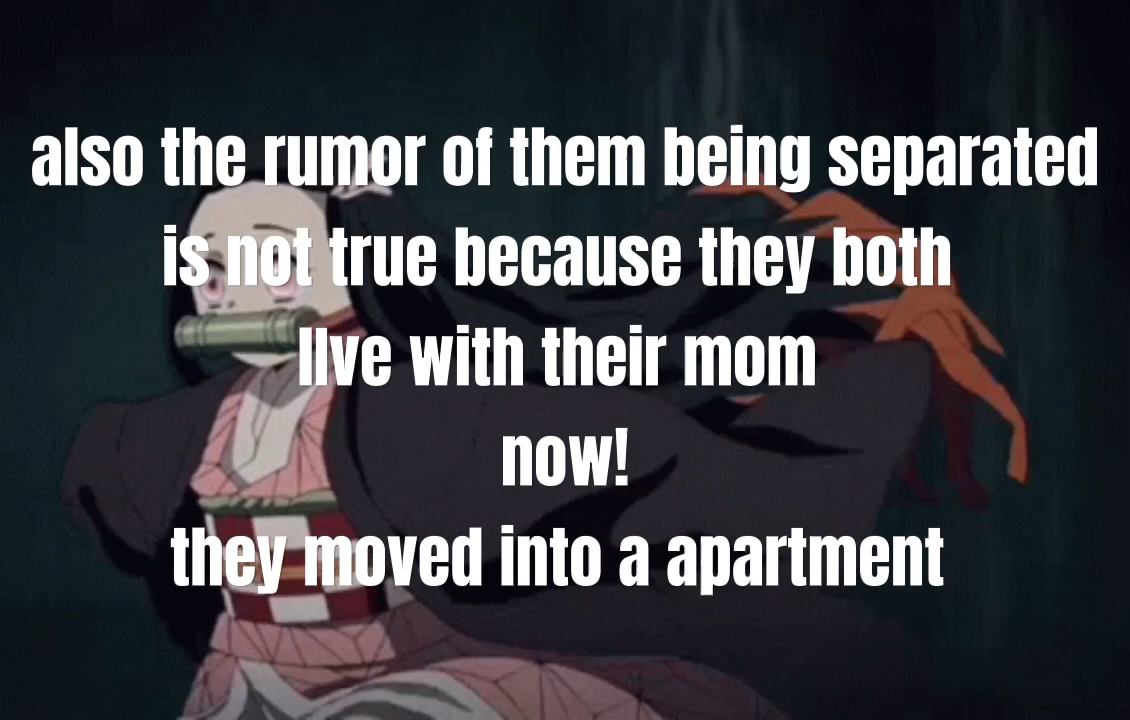 also the rumor of them being separated
is not true because they both
lIve with their mom
now!
they moved into a apartment